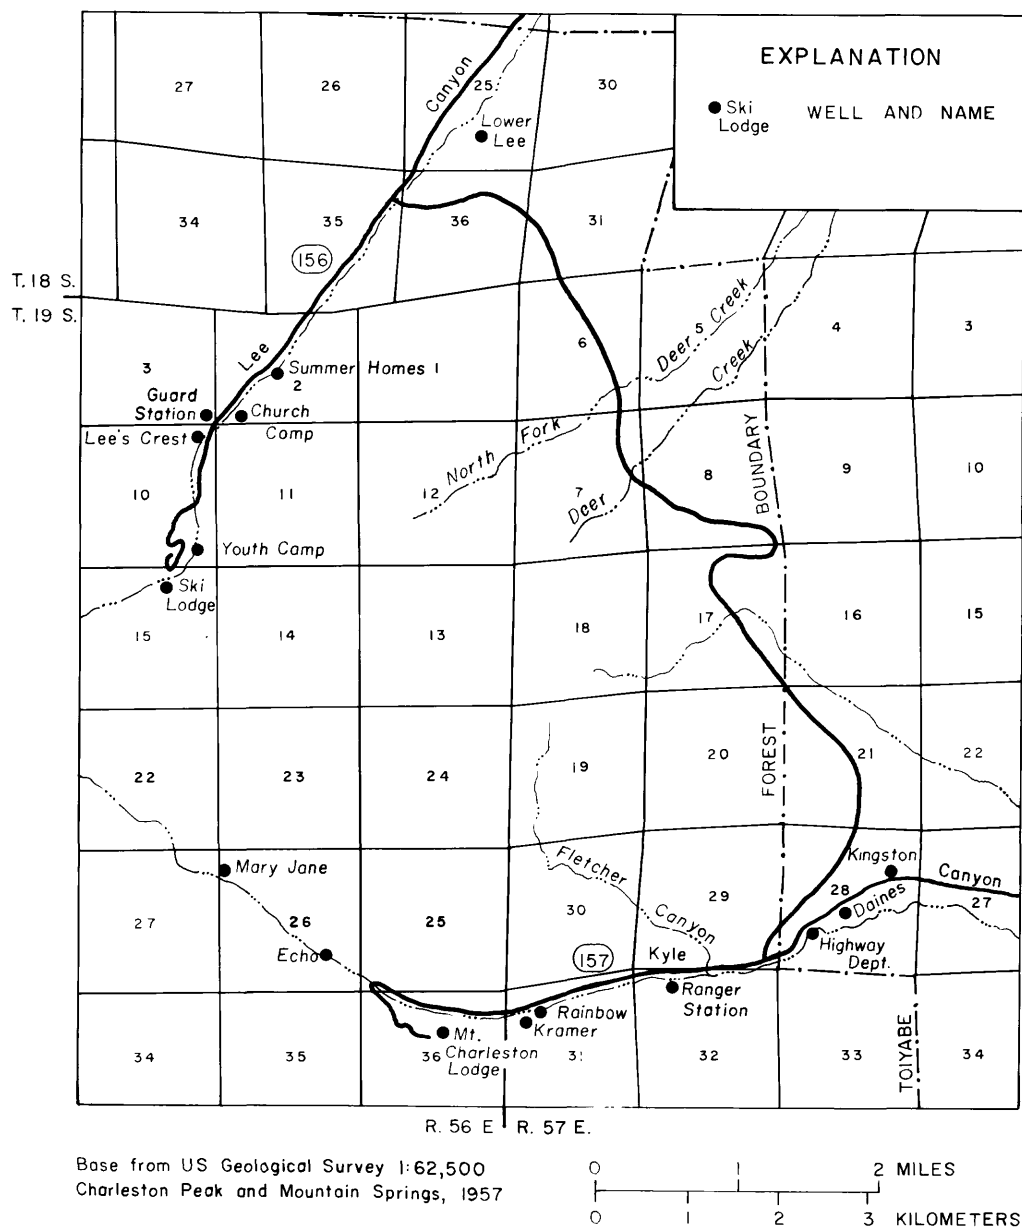 EXPLANATION
Ski
Lodge
WELL AND NAME
27
26
25
30
Canyon
Lower
Lee
34
35
36
31
156
T. 18 S.
T. 19 S.
Lee
3
Summer Homes
1
2
6
5
4
3
North Fork Deer Creek
Deer Creek
Guard
Station
Church
Camp
Lee's Crest
10
11
12
7
8
9
10
BOUNDARY
Youth Camp
Ski
Lodge
15
14
13
18
17
16
15
22
23
24
19
20
21
22
FOREST
Mary Jane
Fletcher
Canyon
Kingston
Canyon
27
26
25
30
29
28
Daines
27
Echo
Kyle
157
Highway
Dept.
Ranger
Station
Rainbow
Kramer
Mt.
Charleston
Lodge
34
35
36
31
32
33
34
TOIYABE
R. 56 E
R. 57 E.
Base from US Geological Survey 1:62,500
Charleston Peak and Mountain Springs, 1957
0 1 2 MILES
0 1 2 3 KILOMETERS